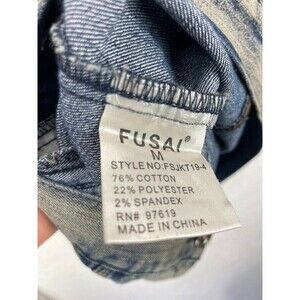 FUSAI®
M
STYLE NO:FSJKT19-4
76% COTTON
22% POLYESTER
2% SPANDEX
RN# 97619
MADE IN CHINA